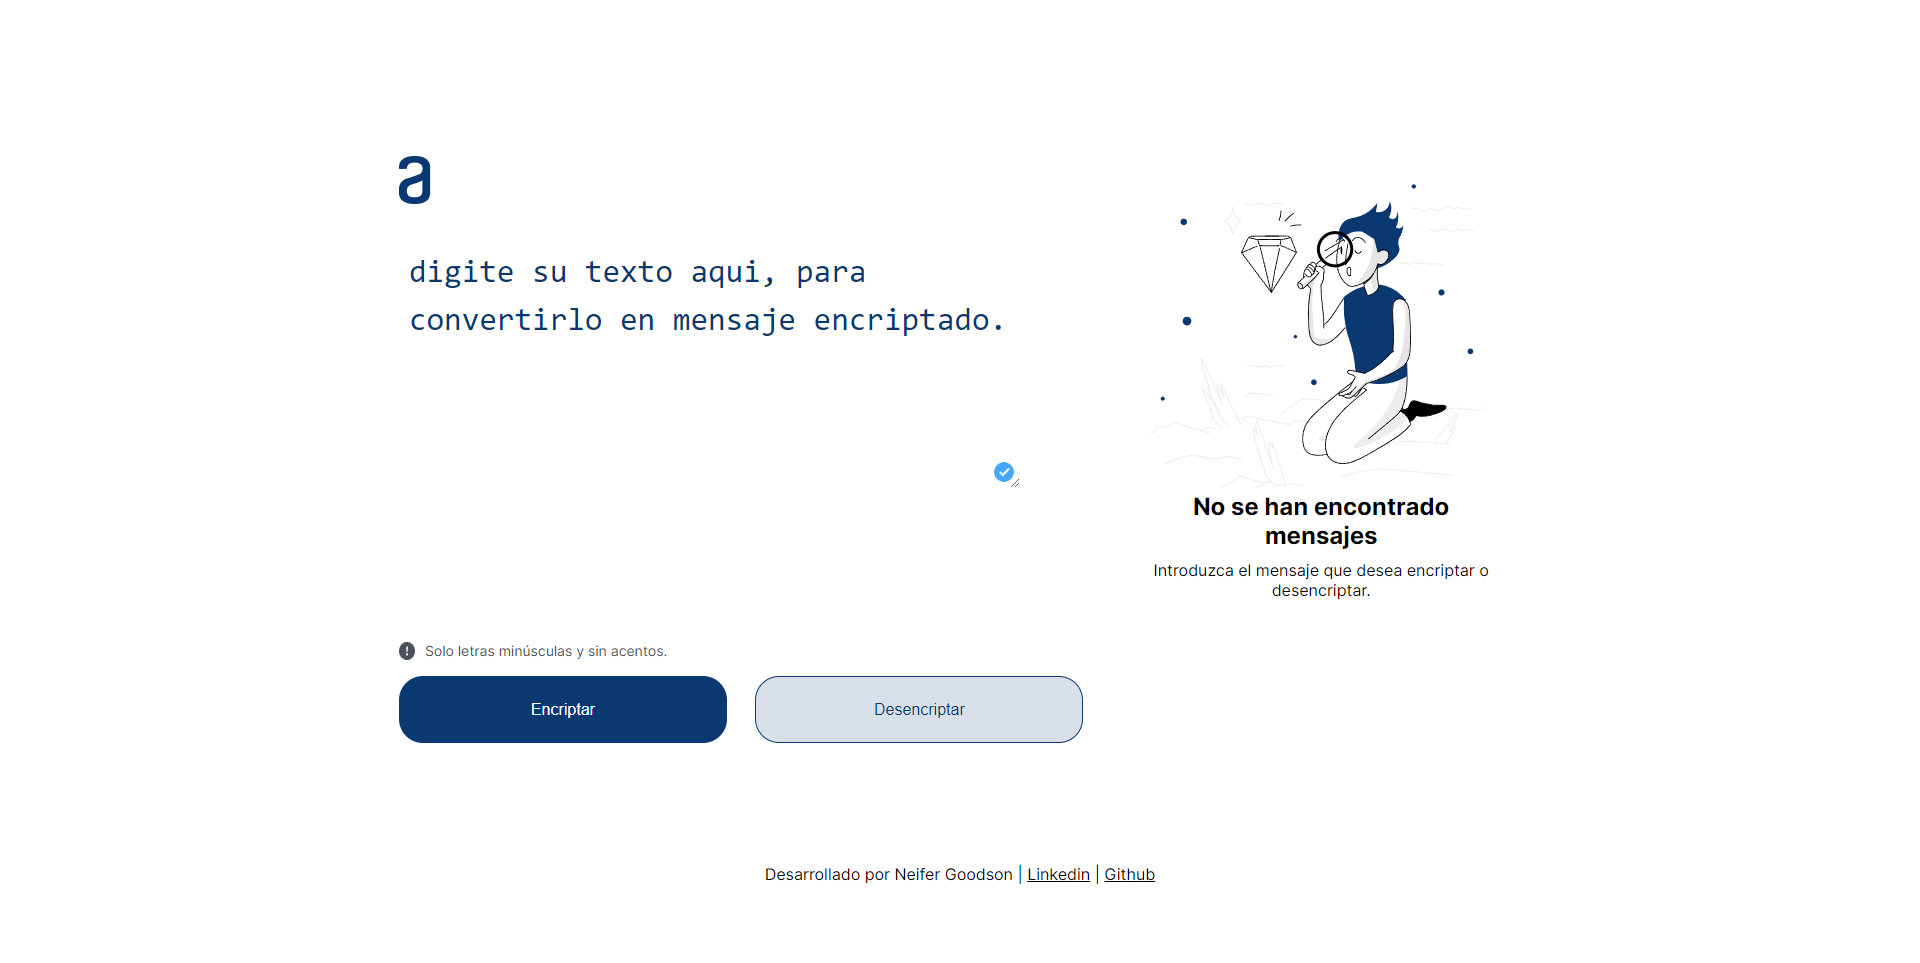 a
digite su texto aqui, para
convertirlo en mensaje encriptado.
No se han encontrado
mensajes
Introduzca el mensaje que desea encriptar o
desencriptar.
Solo letras minúsculas y sin acentos.
Encriptar
Desencriptar
Desarrollado por Neifer Goodson | Linkedin | Github